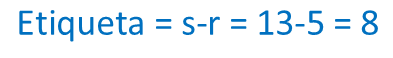 Etiqueta = s-r = 13-5 = 8